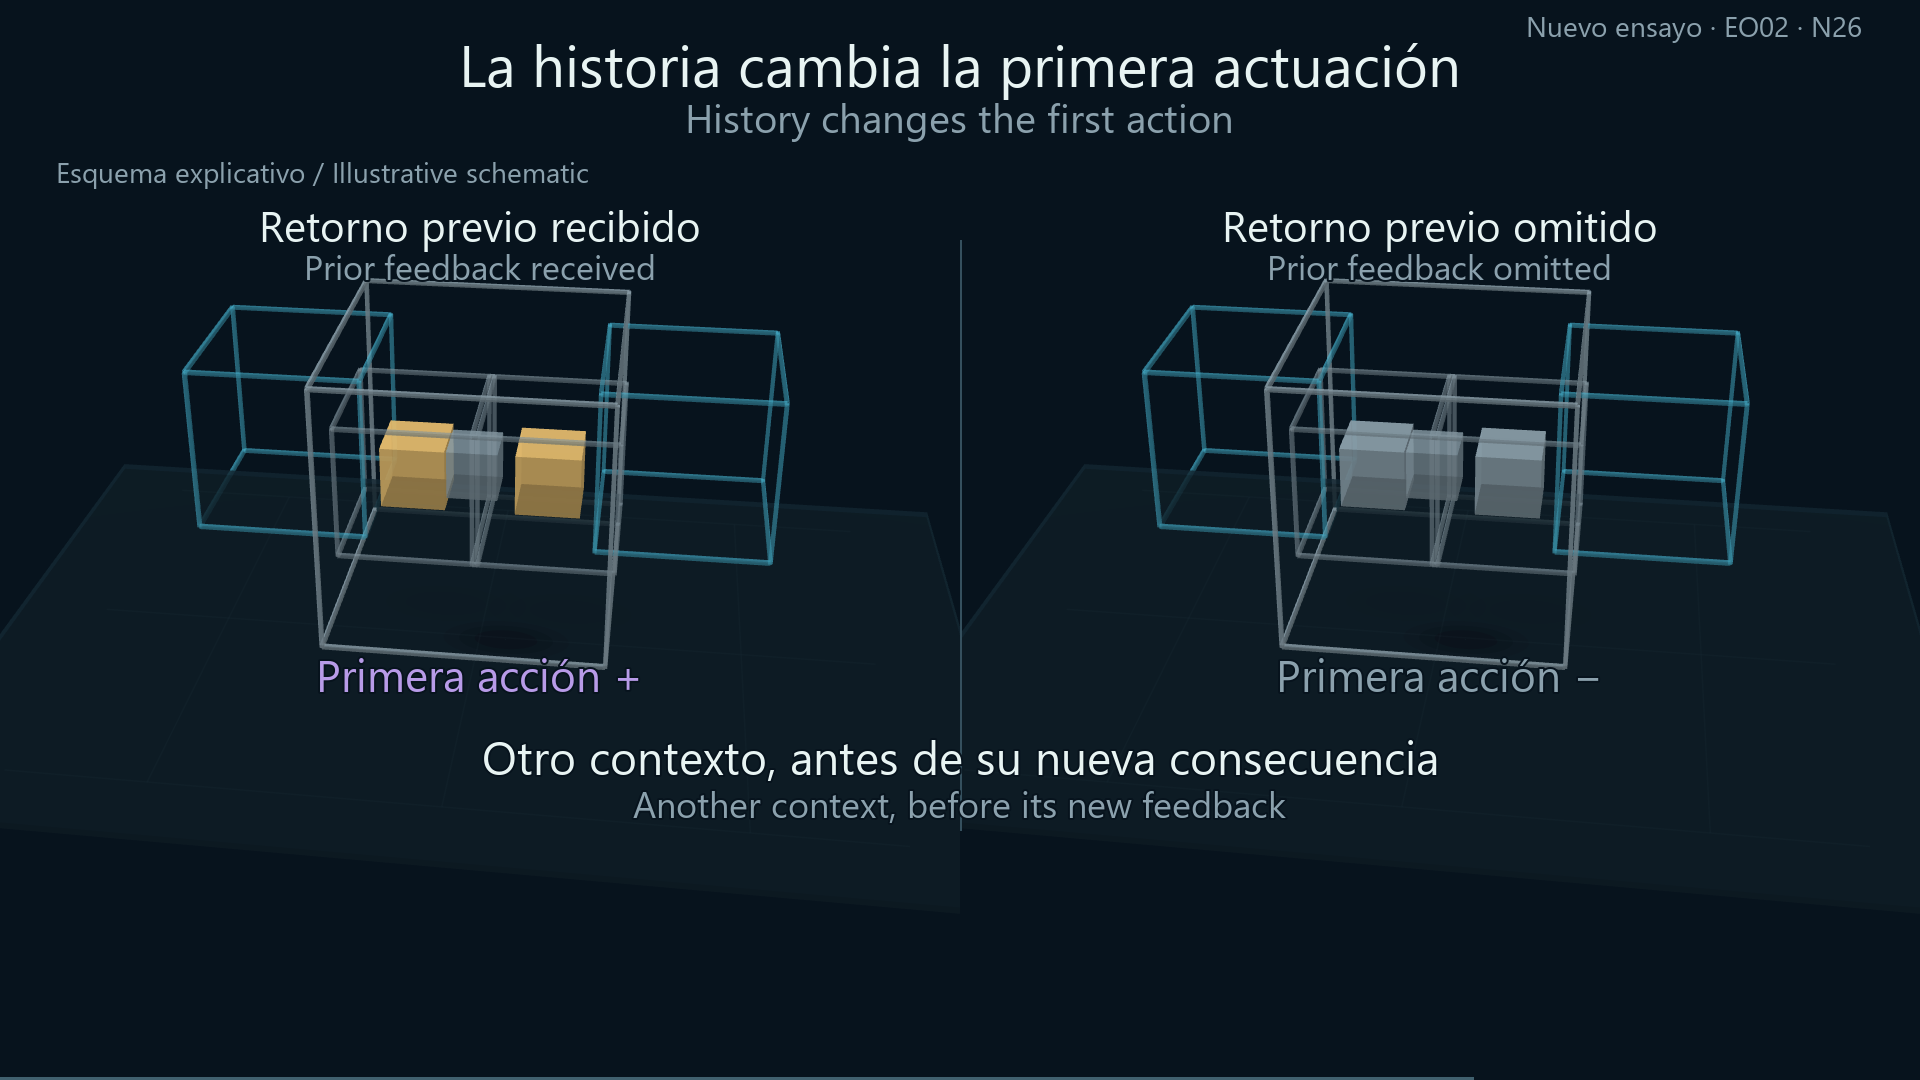 Nuevo ensayo · EO02 · N26
La historia cambia la primera actuación
History changes the first action
Esquema explicativo / Illustrative schematic
Retorno previo recibido
Prior feedback received
Retorno previo omitido
Prior feedback omitted
Primera acción +
Primera acción −
Otro contexto, antes de su nueva consecuencia
Another context, before its new feedback